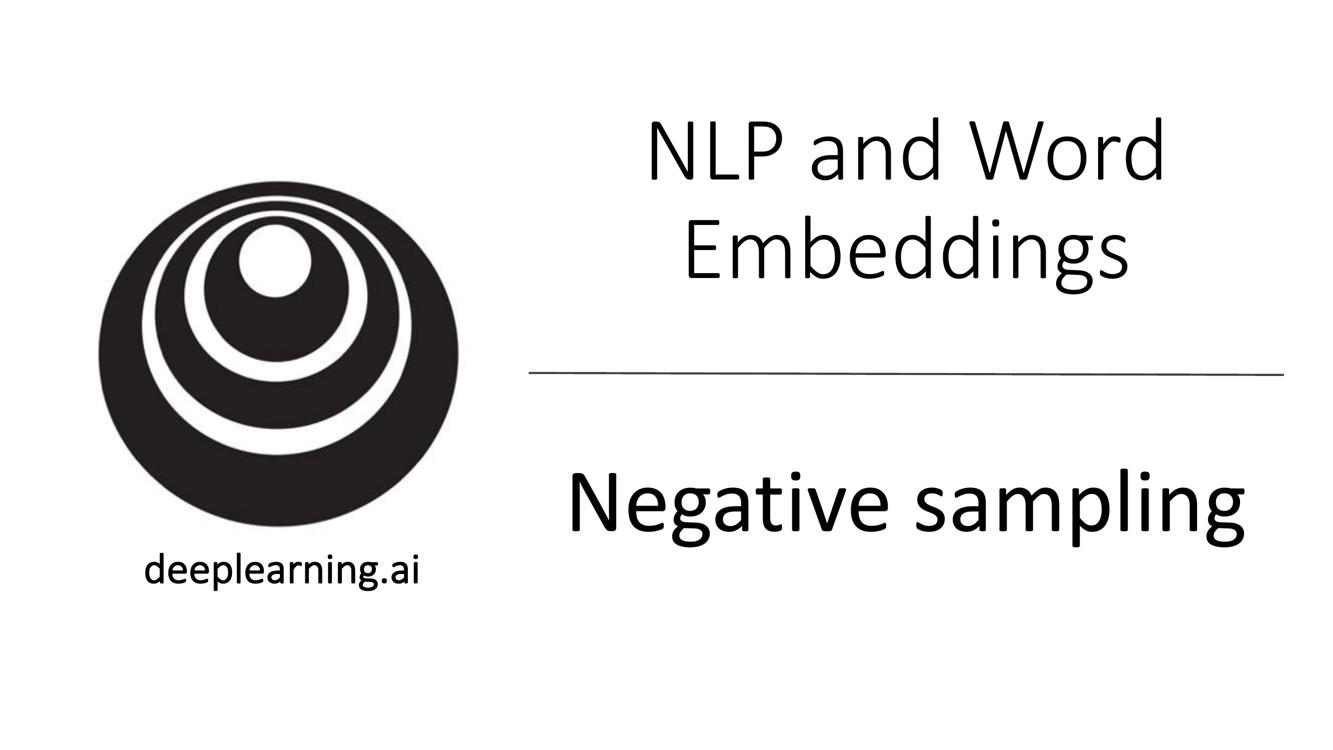 NLP and Word
Embeddings
Negative sampling
deeplearning.ai